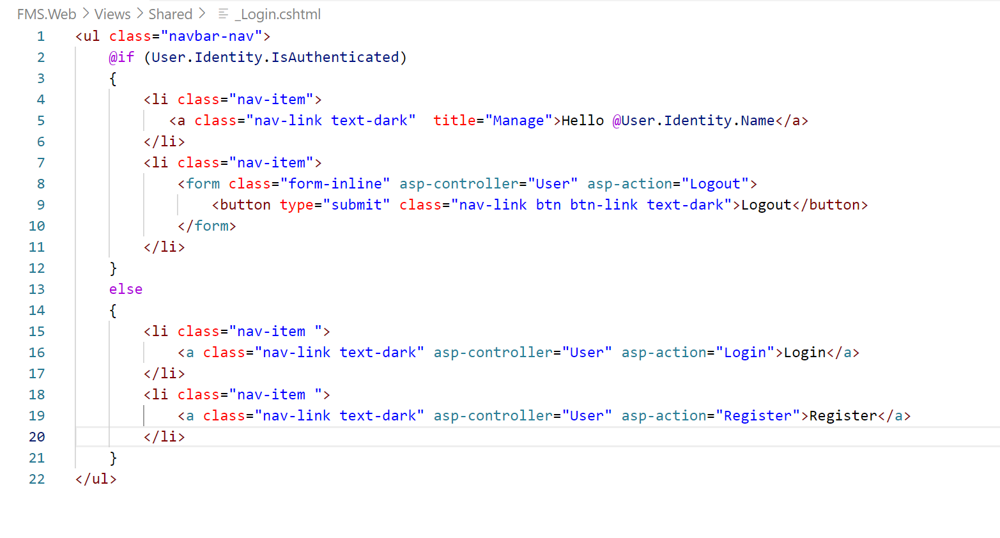 FMS.Web > Views > Shared > _Login.cshtml
1 <ul class="navbar-nav">
2 @if (User.Identity.IsAuthenticated)
3 {
4 <li class="nav-item">
5 <a class="nav-link text-dark"  title="Manage">Hello @User.Identity.Name</a>
6 </li>
7 <li class="nav-item">
8 <form class="form-inline" asp-controller="User" asp-action="Logout">
9 <button type="submit" class="nav-link btn btn-link text-dark">Logout</button>
10 </form>
11 </li>
12 }
13 else
14 {
15 <li class="nav-item ">
16 <a class="nav-link text-dark" asp-controller="User" asp-action="Login">Login</a>
17 </li>
18 <li class="nav-item ">
19 <a class="nav-link text-dark" asp-controller="User" asp-action="Register">Register</a>
20 </li>
21 }
22 </ul>